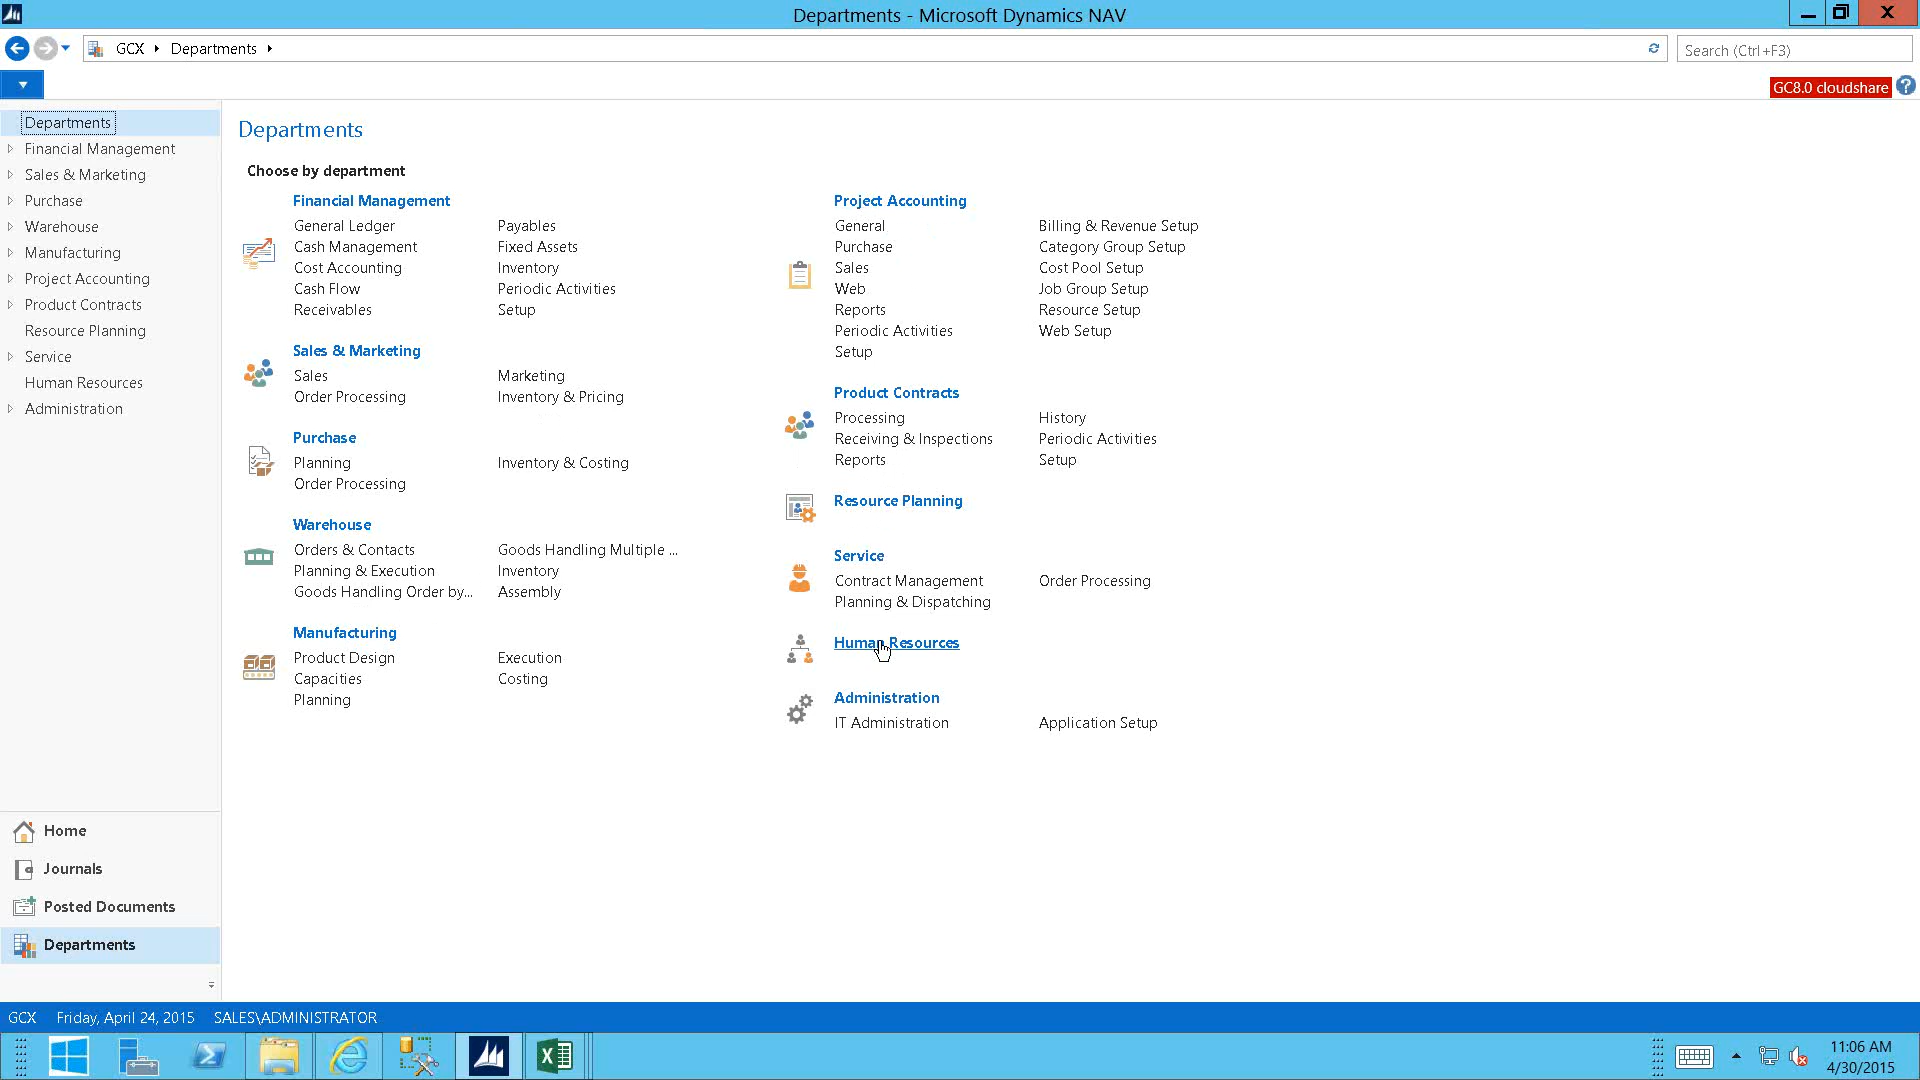 Departments - Microsoft Dynamics NAV
GCX Departments
Search (Ctrl+F3)
GC8.0 cloudshare
?
Departments
Financial Management
Sales & Marketing
Purchase
Warehouse
Manufacturing
Project Accounting
Product Contracts
Resource Planning
Service
Human Resources
Administration
Home
Journals
Posted Documents
Departments
Departments
Choose by department
Financial Management
General Ledger Payables
Cash Management Fixed Assets
Cost Accounting Inventory
Cash Flow Periodic Activities
Receivables Setup
Sales & Marketing
Sales Marketing
Order Processing Inventory & Pricing
Purchase
Planning Inventory & Costing
Order Processing
Warehouse
Orders & Contacts Goods Handling Multiple ...
Planning & Execution Inventory
Goods Handling Order by... Assembly
Manufacturing
Product Design Execution
Capacities Costing
Planning
Project Accounting
General Billing & Revenue Setup
Purchase Category Group Setup
Sales Cost Pool Setup
Web Job Group Setup
Reports Resource Setup
Periodic Activities Web Setup
Setup
Product Contracts
Processing History
Receiving & Inspections Periodic Activities
Reports Setup
Resource Planning
Service
Contract Management Order Processing
Planning & Dispatching
Human Resources
Administration
IT Administration Application Setup
GCX Friday, April 24, 2015 SALES\ADMINISTRATOR
11:06 AM
4/30/2015